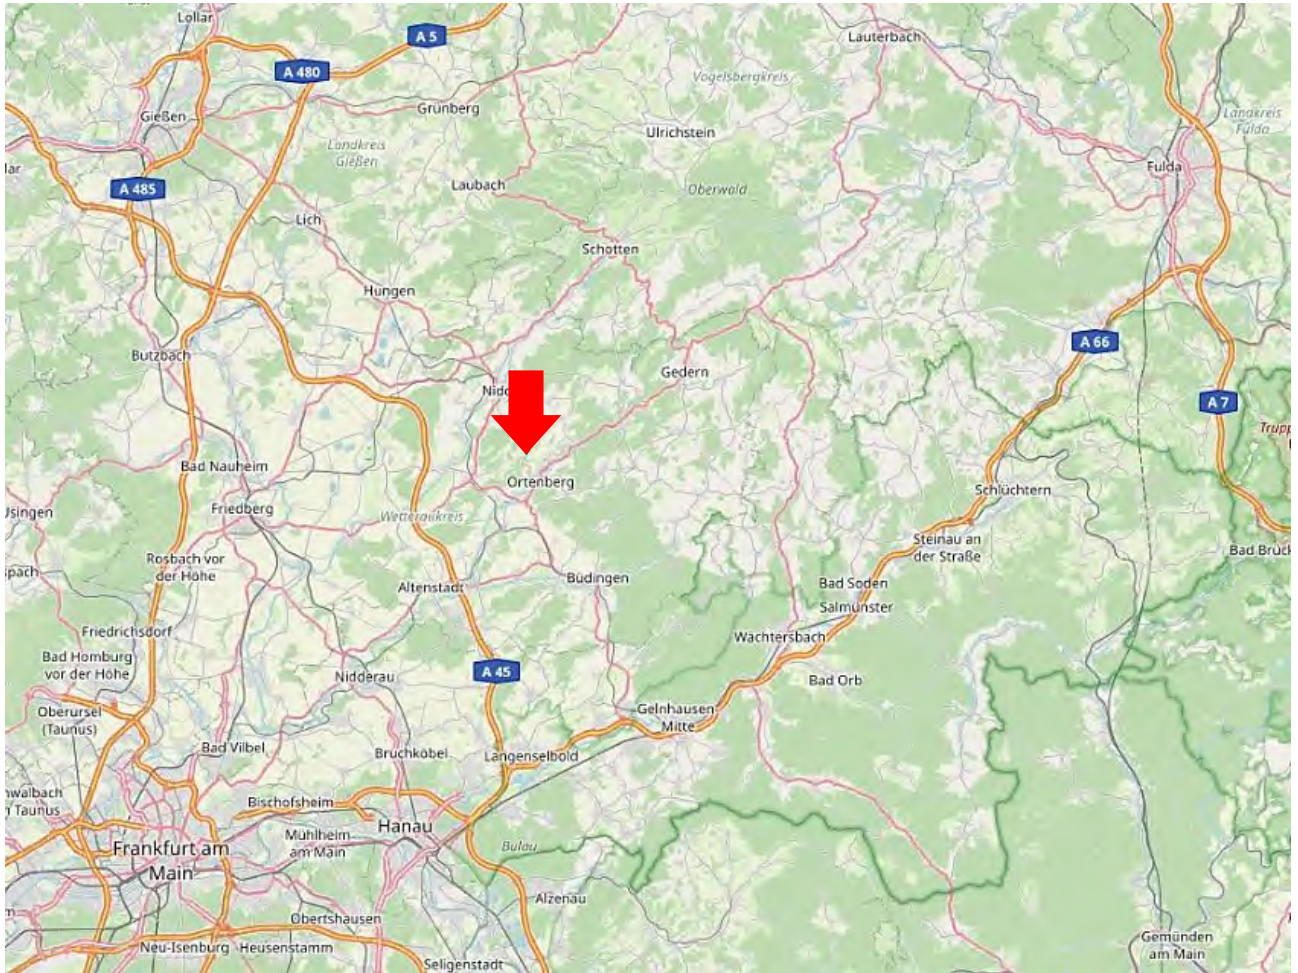 Lollar
A 5
Lauterbach
A 480
Vogelsbergkreis
Grünberg
Gießen
Landkreis
Gießen
Ulrichstein
Landkreis
Fulda
Fulda
A 485
Laubach
Oberwald
Lich
Schotten
Hungen
A 66
Butzbach
Gedern
A 7
Bad Nauheim
Ortenberg
Schlüchtern
Friedberg
Wetteraukreis
Rosbach vor
der Höhe
Steinau an
der Straße
Altenstadt
Büdingen
Bad Soden
Salmünster
Friedrichsdorf
Wächtersbach
Bad Homburg
vor der Höhe
A 45
Nidderau
Bad Orb
Oberursel
(Taunus)
Gelnhausen
Mitte
Bad Vilbel
Bruchköbel
Langenselbold
Bischofsheim
Mühlheim
am Main
Hanau
Frankfurt am
Main
Bulau
Alzenau
Obertshausen
Neu-Isenburg
Heusenstamm
Seligenstadt
Gemünden
am Main